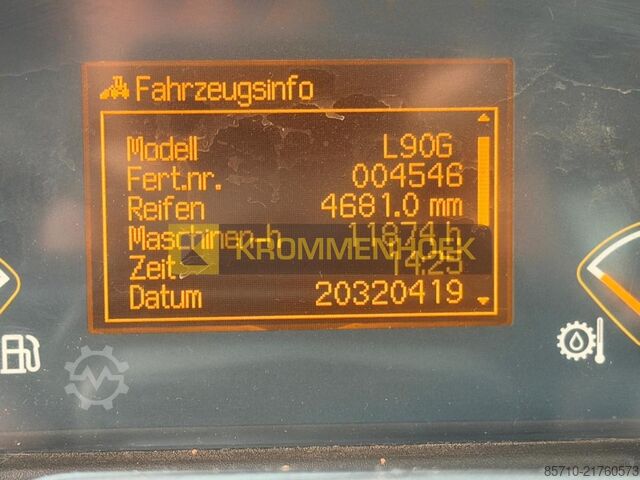 Fahrzeugsinfo
Modell L90G
Fert.nr. 004546
Reifen 4681.0 mm
Maschinen-h 11874 h
KROMMENHOEK
Zeit 14:25
Datum 20320419
85710-21760573